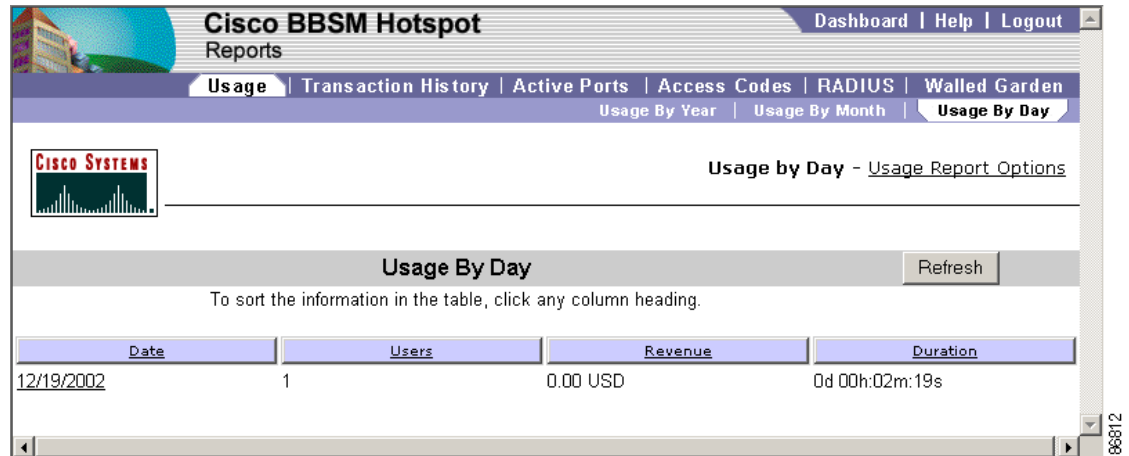 Cisco BBSM Hotspot
Dashboard | Help | Logout
Reports
Usage | Transaction History | Active Ports | Access Codes | RADIUS | Walled Garden
Usage By Year | Usage By Month | Usage By Day
CISCO SYSTEMS
Usage by Day - Usage Report Options
Usage By Day
Refresh
To sort the information in the table, click any column heading.
Date Users Revenue Duration
12/19/2002 1 0.00 USD 0d 00h:02m:19s
86812